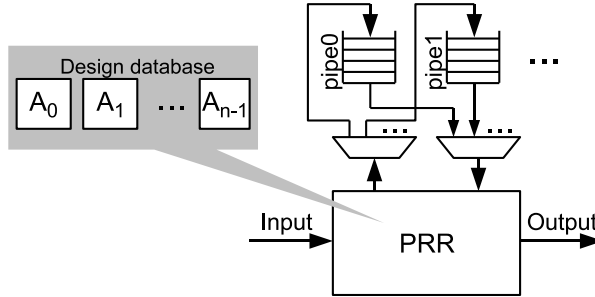 Design database
A0 A1 ... An-1
pipe0
pipe1
...
...
...
Input
PRR
Output